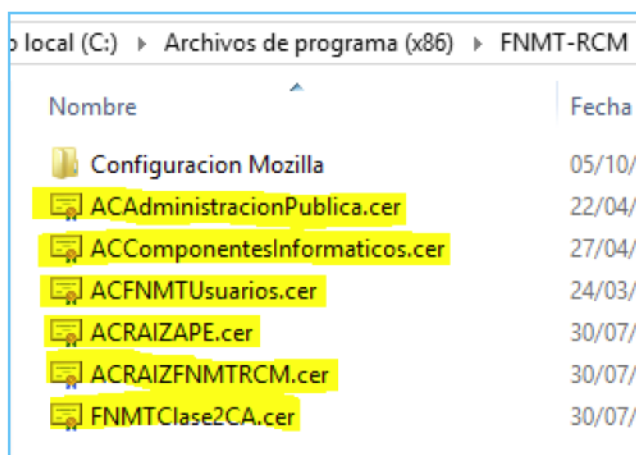 o local (C:) Archivos de programa (x86) FNMT-RCM
Nombre Fecha
Configuracion Mozilla 05/10/
ACAdministracionPublica.cer 22/04/
ACComponentesInformaticos.cer 27/04/
ACFNMTUsuarios.cer 24/03/
ACRAIZAPE.cer 30/07/
ACRAIZFNMTRCM.cer 30/07/
FNMTClase2CA.cer 30/07/